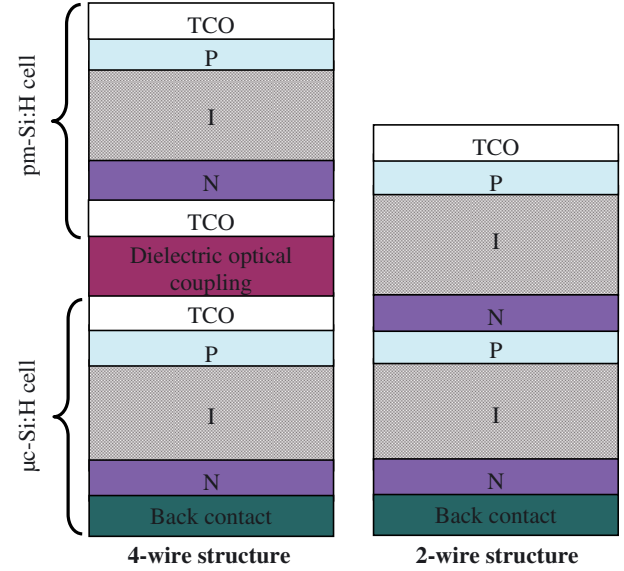 pm-Si:H cell
TCO
P
I
N
TCO
Dielectric optical
coupling
μc-Si:H cell
TCO
P
I
N
Back contact
4-wire structure
TCO
P
I
N
P
I
N
Back contact
2-wire structure